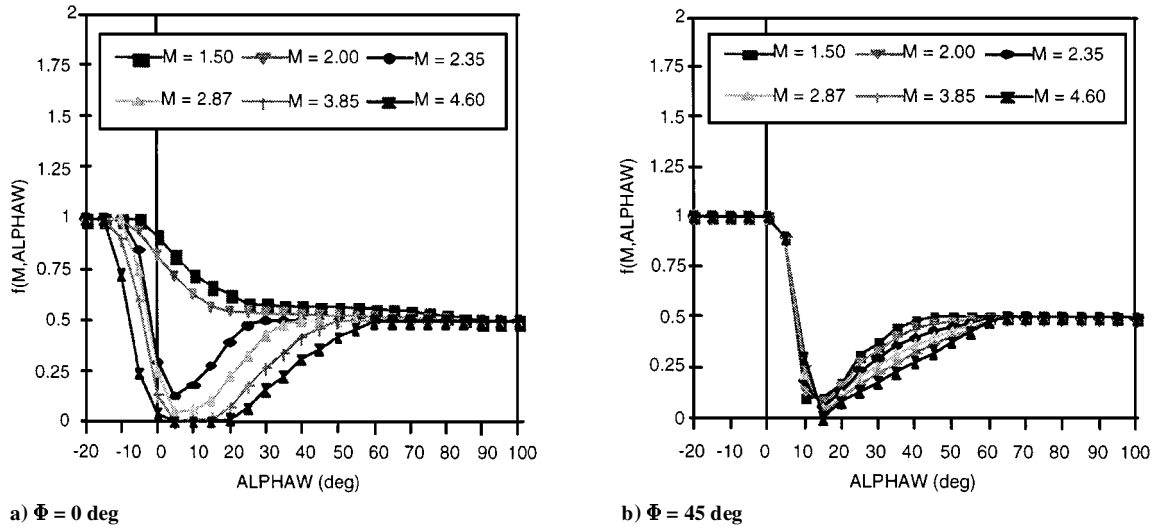 2
1.75
1.5
1.25
1
0.75
0.5
0.25
0
f(M,ALPHAW)
M = 1.50 M = 2.00 M = 2.35
M = 2.87 M = 3.85 M = 4.60
-20 -10 0 10 20 30 40 50 60 70 80 90 100
ALPHAW (deg)
a) Φ = 0 deg
2
1.75
1.5
1.25
1
0.75
0.5
0.25
0
f(M,ALPHAW)
M = 1.50 M = 2.00 M = 2.35
M = 2.87 M = 3.85 M = 4.60
-20 -10 0 10 20 30 40 50 60 70 80 90 100
ALPHAW (deg)
b) Φ = 45 deg